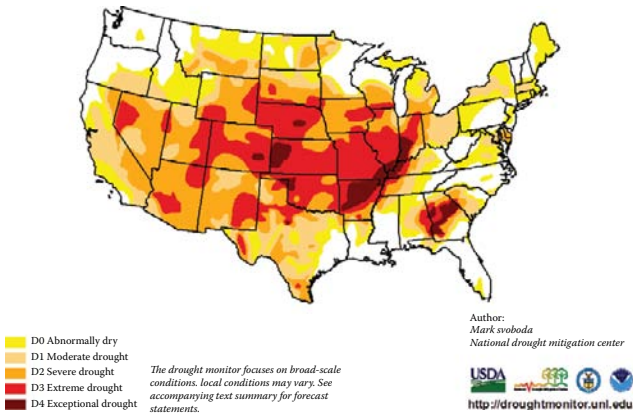 D0 Abnormally dry
D1 Moderate drought
D2 Severe drought
D3 Extreme drought
D4 Exceptional drought
The drought monitor focuses on broad-scale
conditions. local conditions may vary. See
accompanying text summary for forecast
statements.
Author:
Mark svoboda
National drought mitigation center
USDA
http://droughtmonitor.unl.edu